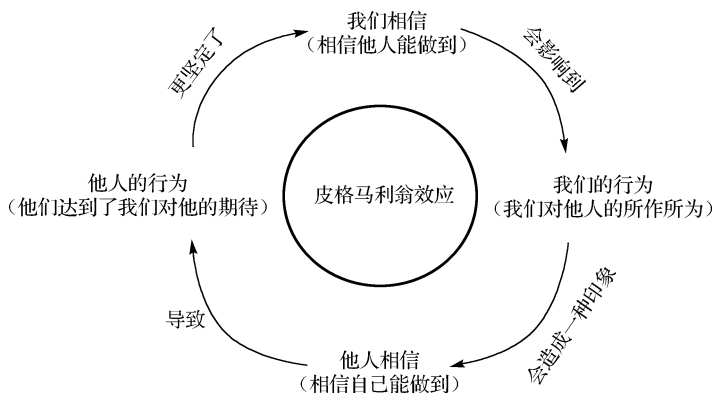 我们相信
（相信他人能做到）
会影响到
更坚定了
他人的行为
（他们达到了我们对他的期待）
皮格马利翁效应
我们的行为
（我们对他人的所作所为）
导致
会造成一种印象
他人相信
（相信自己能做到）